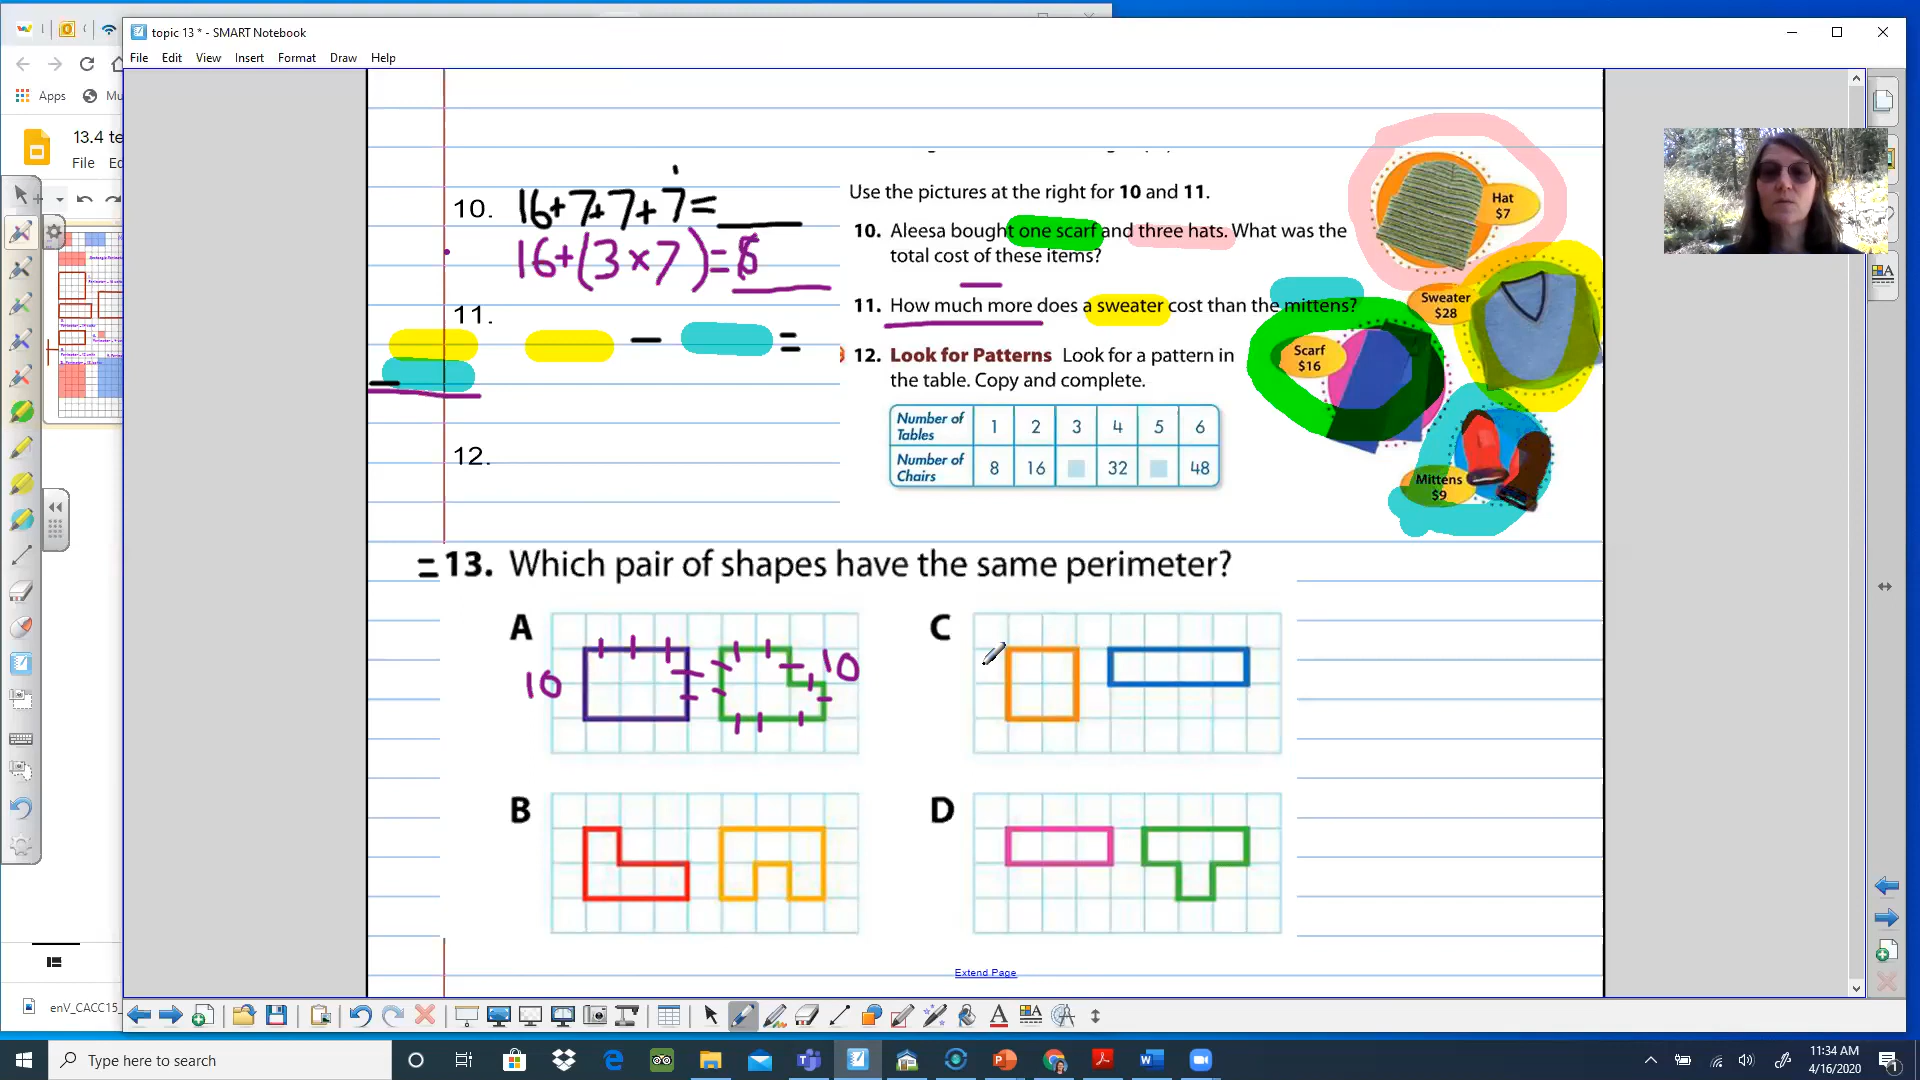 topic 13 * - SMART Notebook
File Edit View Insert Format Draw Help
Apps
Mu
13.4 te
File
10. 16+7+7+7=
16+(3×7)=
11.
− =
12.
Use the pictures at the right for 10 and 11.
10. Aleesa bought one scarf and three hats. What was the
total cost of these items?
11. How much more does a sweater cost than the mittens?
12. Look for Patterns Look for a pattern in
the table. Copy and complete.
Number of Tables 1 2 3 4 5 6
Number of Chairs 8 16 32 48
Hat
$7
Sweater
$28
Scarf
$16
Mittens
$9
=13. Which pair of shapes have the same perimeter?
A
10
10
C
B
D
Extend Page
enV_CACC15_
Type here to search
11:34 AM
4/16/2020
1